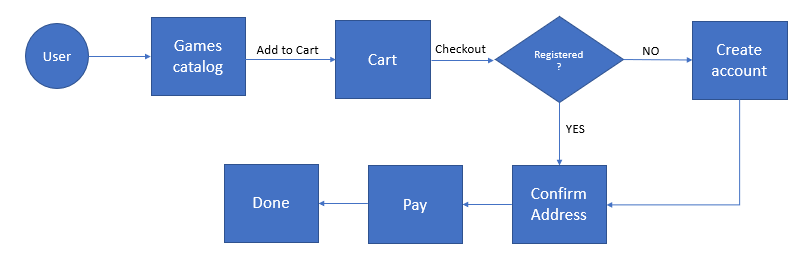 User
Games
catalog
Add to Cart
Cart
Checkout
Registered
?
NO
Create
account
YES
Confirm
Address
Pay
Done